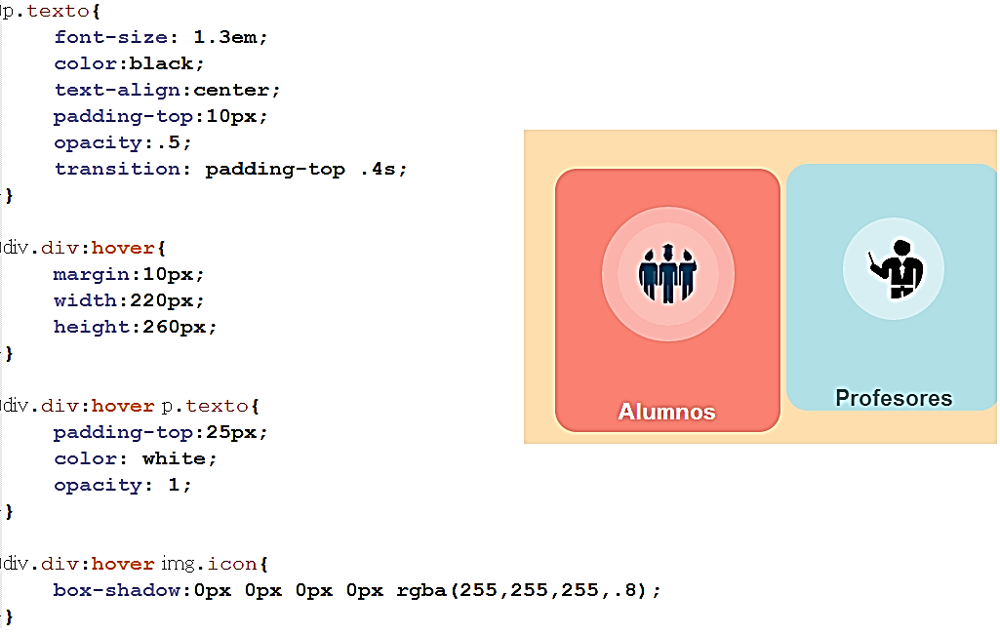 p.texto{
font-size: 1.3em;
color:black;
text-align:center;
padding-top:10px;
opacity:.5;
transition: padding-top .4s;
}
div.div:hover{
margin:10px;
width:220px;
height:260px;
}
div.div:hover p.texto{
padding-top:25px;
color: white;
opacity: 1;
}
div.div:hover img.icon{
box-shadow:0px 0px 0px 0px rgba(255,255,255,.8);
}
Alumnos
Profesores